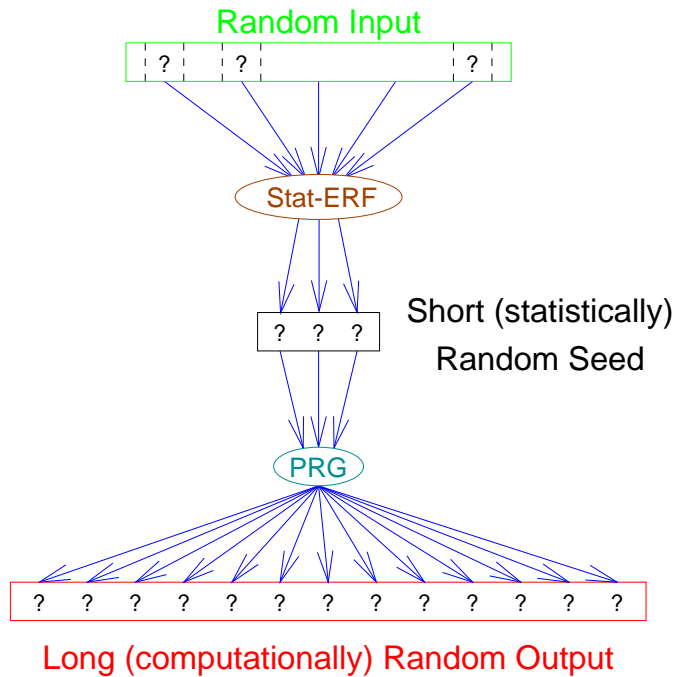 Random Input
? ? ?
Stat-ERF
? ? ?
Short (statistically)
Random Seed
PRG
? ? ? ? ? ? ? ? ? ? ? ? ?
Long (computationally) Random Output